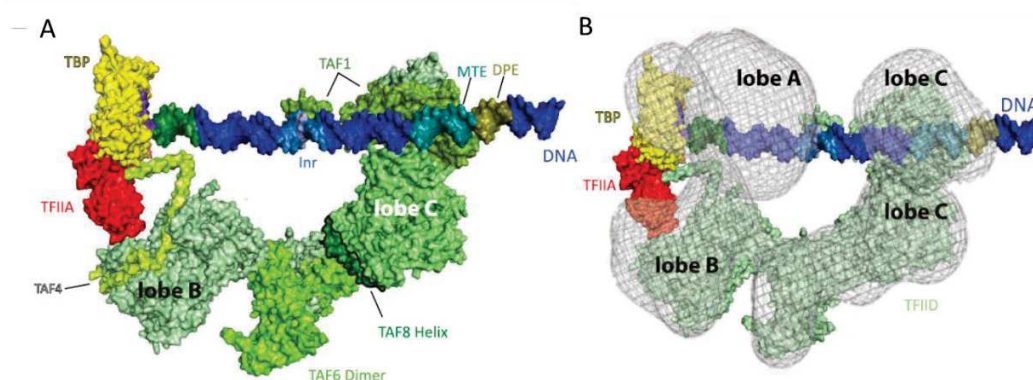 A
TBP
TAF1
MTE
DPE
Inr
DNA
TFIIA
lobe C
TAF4
lobe B
TAF8 Helix
TAF6 Dimer
B
lobe A
lobe C
DNA
TBP
TFIIA
lobe C
lobe B
TFIID